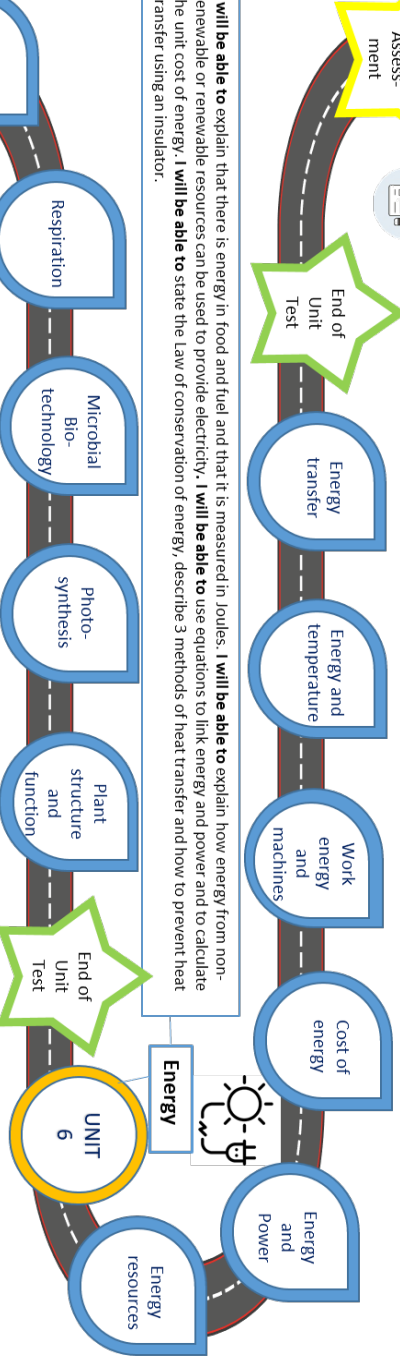 Assess-
ment
End of
Unit
Test
Energy
transfer
Energy and
temperature
Work
energy
and
machines
Cost of
energy
Energy
and
Power
will be able to explain that there is energy in food and fuel and that it is measured in Joules. I will be able to explain how energy from non-
enewable or renewable resources can be used to provide electricity. I will be able to use equations to link energy and power and to calculate
he unit cost of energy. I will be able to state the Law of conservation of energy, describe 3 methods of heat transfer and how to prevent heat
ransfer using an insulator.
Energy
Respiration
Microbial
Bio-
technology
Photo-
synthesis
Plant
structure
and
function
End of
Unit
Test
UNIT
6
Energy
resources